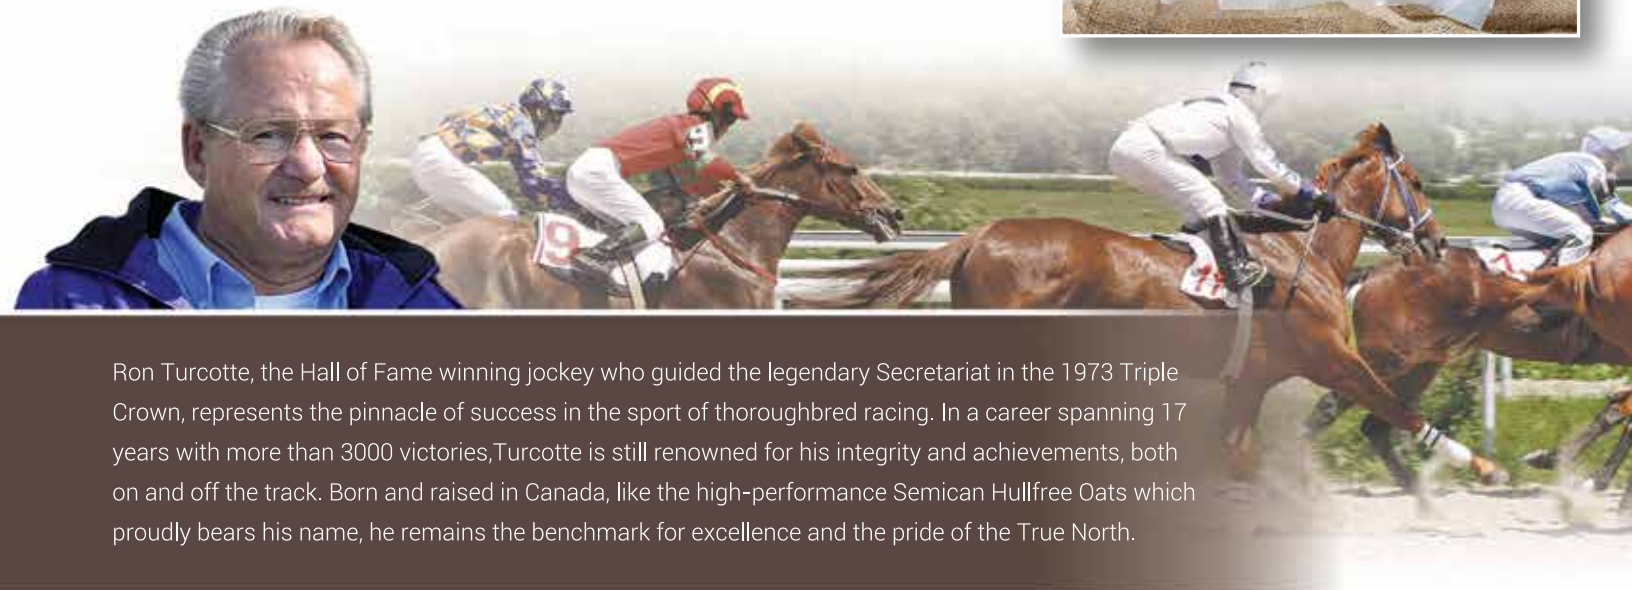 9
9
11
1
Ron Turcotte, the Hall of Fame winning jockey who guided the legendary Secretariat in the 1973 Triple
Crown, represents the pinnacle of success in the sport of thoroughbred racing. In a career spanning 17
years with more than 3000 victories,Turcotte is still renowned for his integrity and achievements, both
on and off the track. Born and raised in Canada, like the high-performance Semican Hullfree Oats which
proudly bears his name, he remains the benchmark for excellence and the pride of the True North.